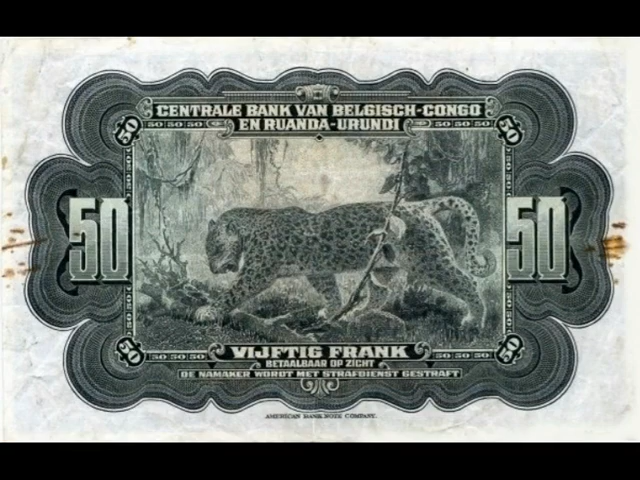 CENTRALE BANK VAN BELGISCH-CONGO
EN RUANDA-URUNDI
50 50 50 50 50 50 50 50
50 50
50 50
50 50 50 50 50 50
VIJFTIG FRANK
BETAALBAAR OP ZICHT
DE NAMAKER WORDT MET STRAFDIENST GESTRAFT
AMERICAN BANK NOTE COMPANY.